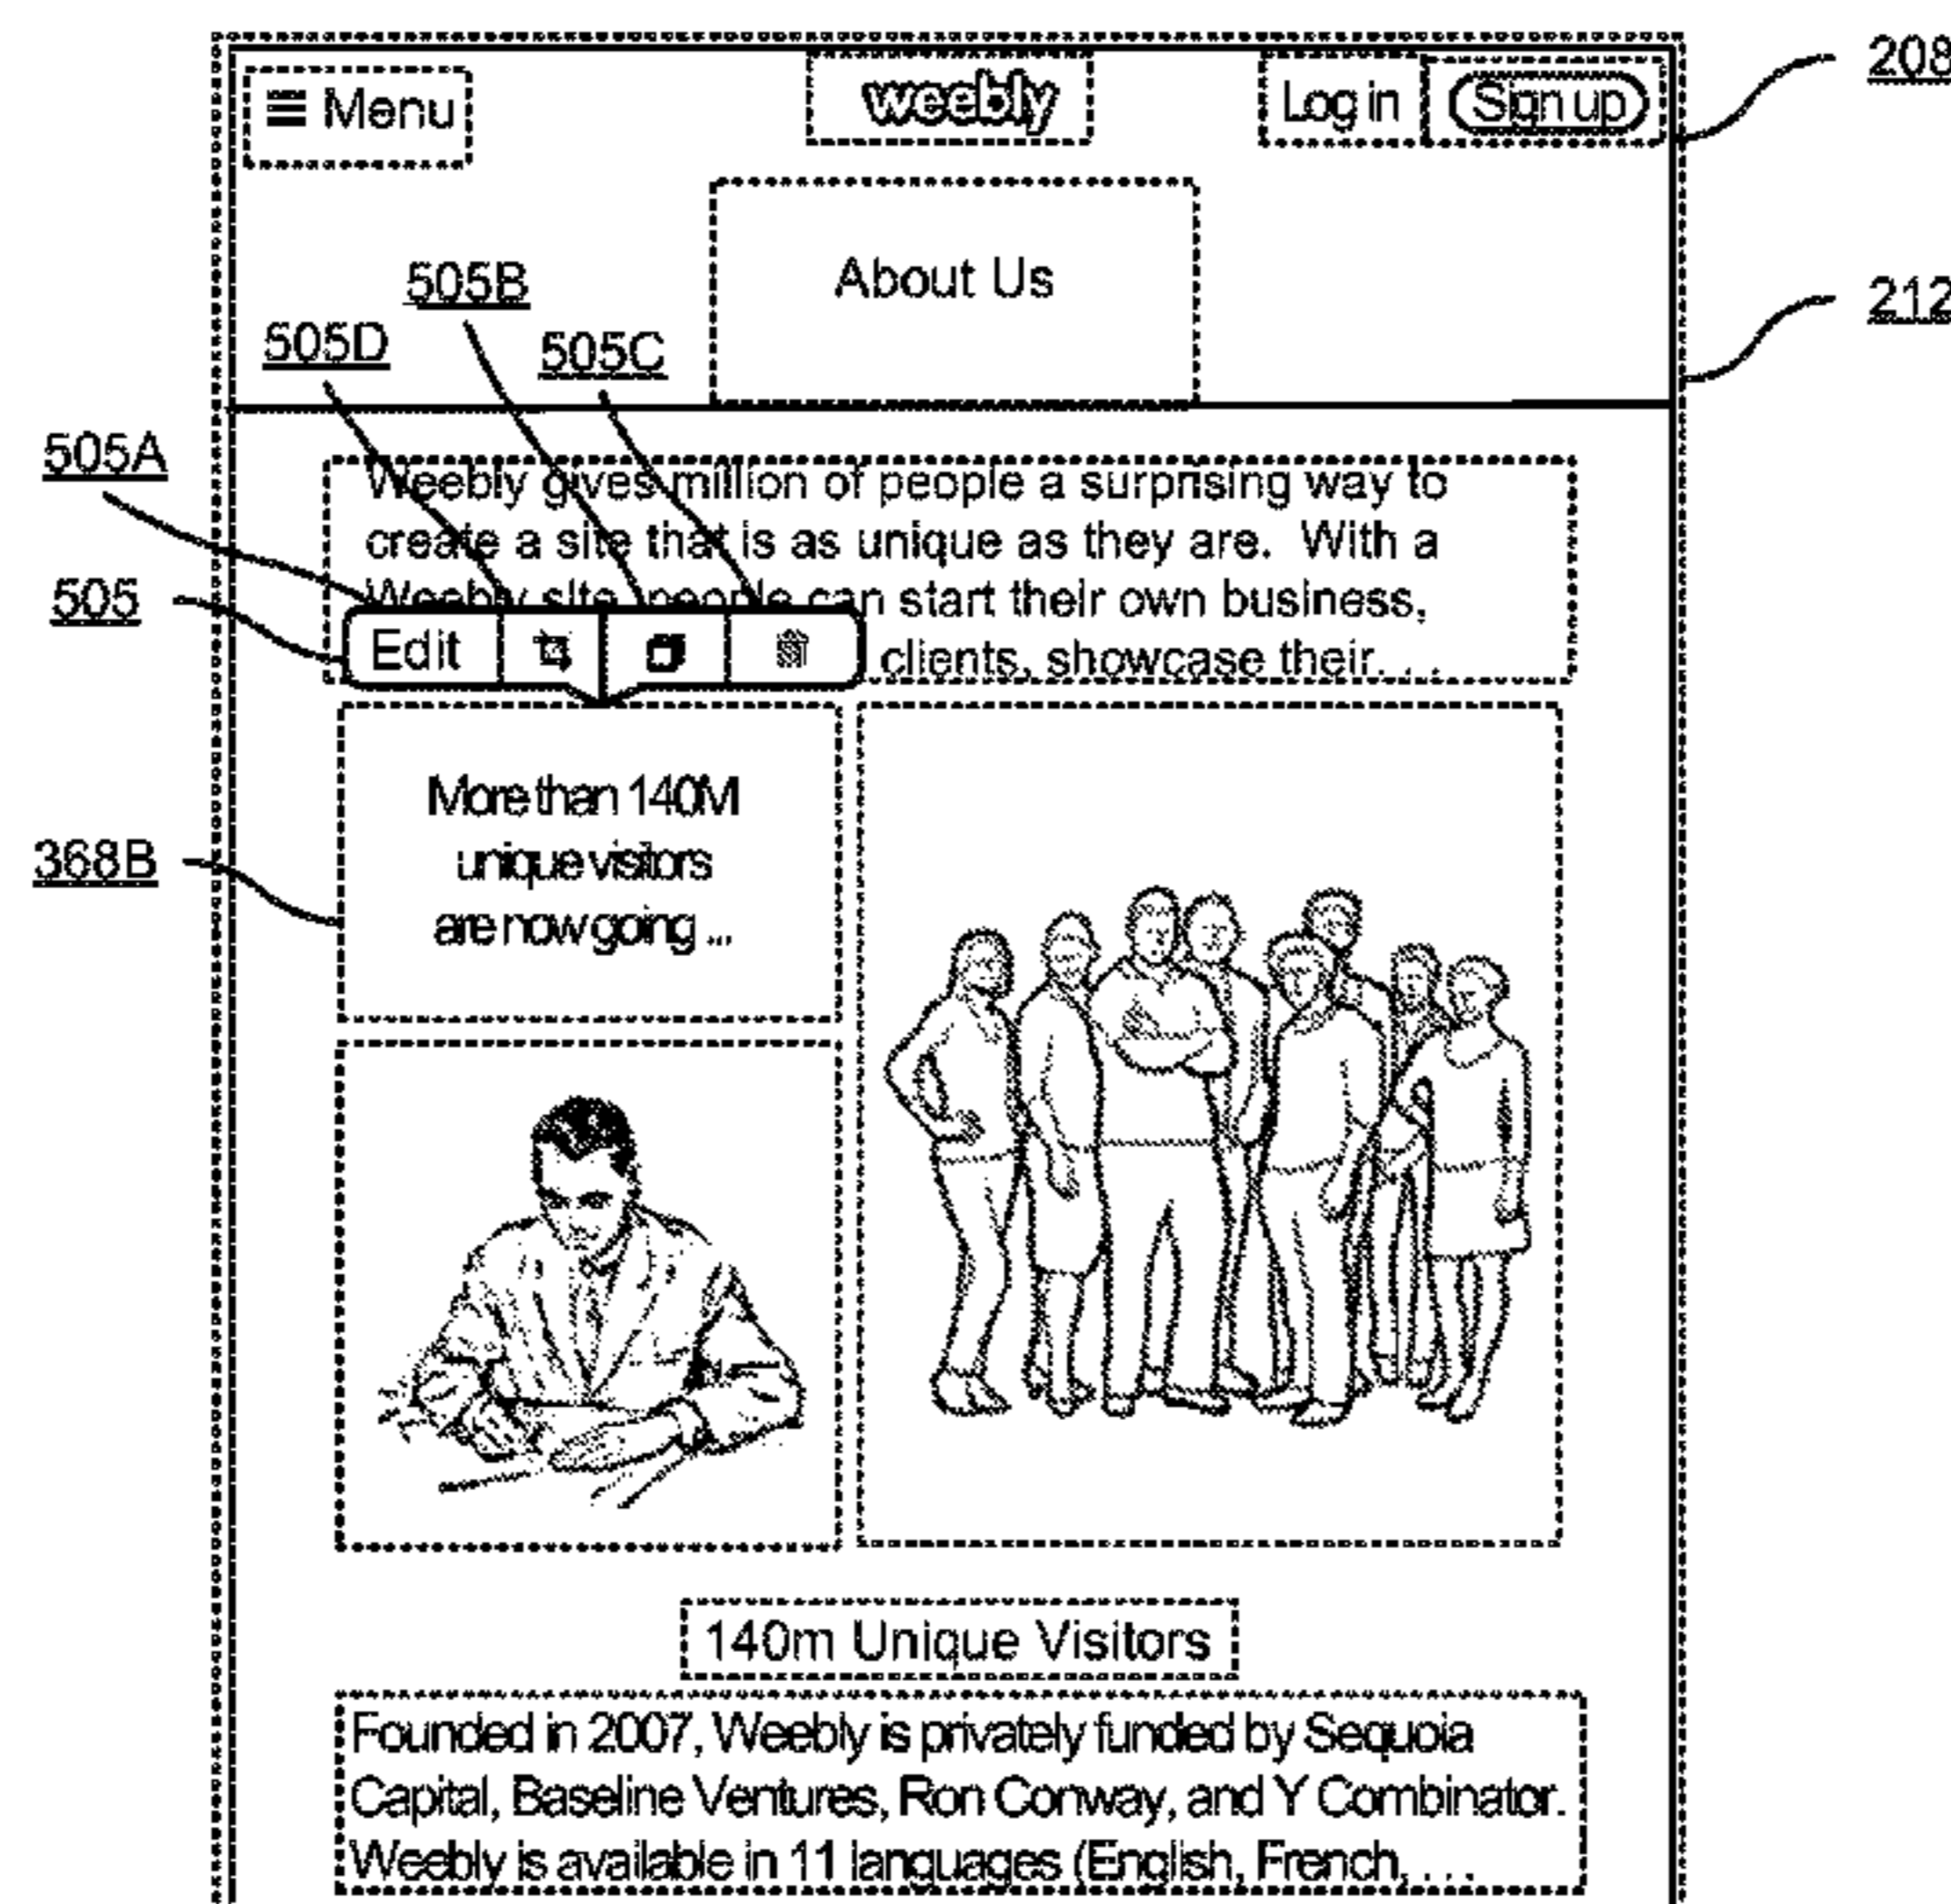 208
☰ Menu
weebly
Log in
Sign up
212
About Us
505B
505D
505C
505A
Weebly gives million of people a surprising way to
create a site that is as unique as they are. With a
Weebly site people can start their own business,
505
Edit
clients, showcase their. . .
368B
More than 140M
unique visitors
are now going ...
140m Unique Visitors
Founded in 2007, Weebly is privately funded by Sequoia
Capital, Baseline Ventures, Ron Conway, and Y Combinator.
Weebly is available in 11 languages (English, French, . . .